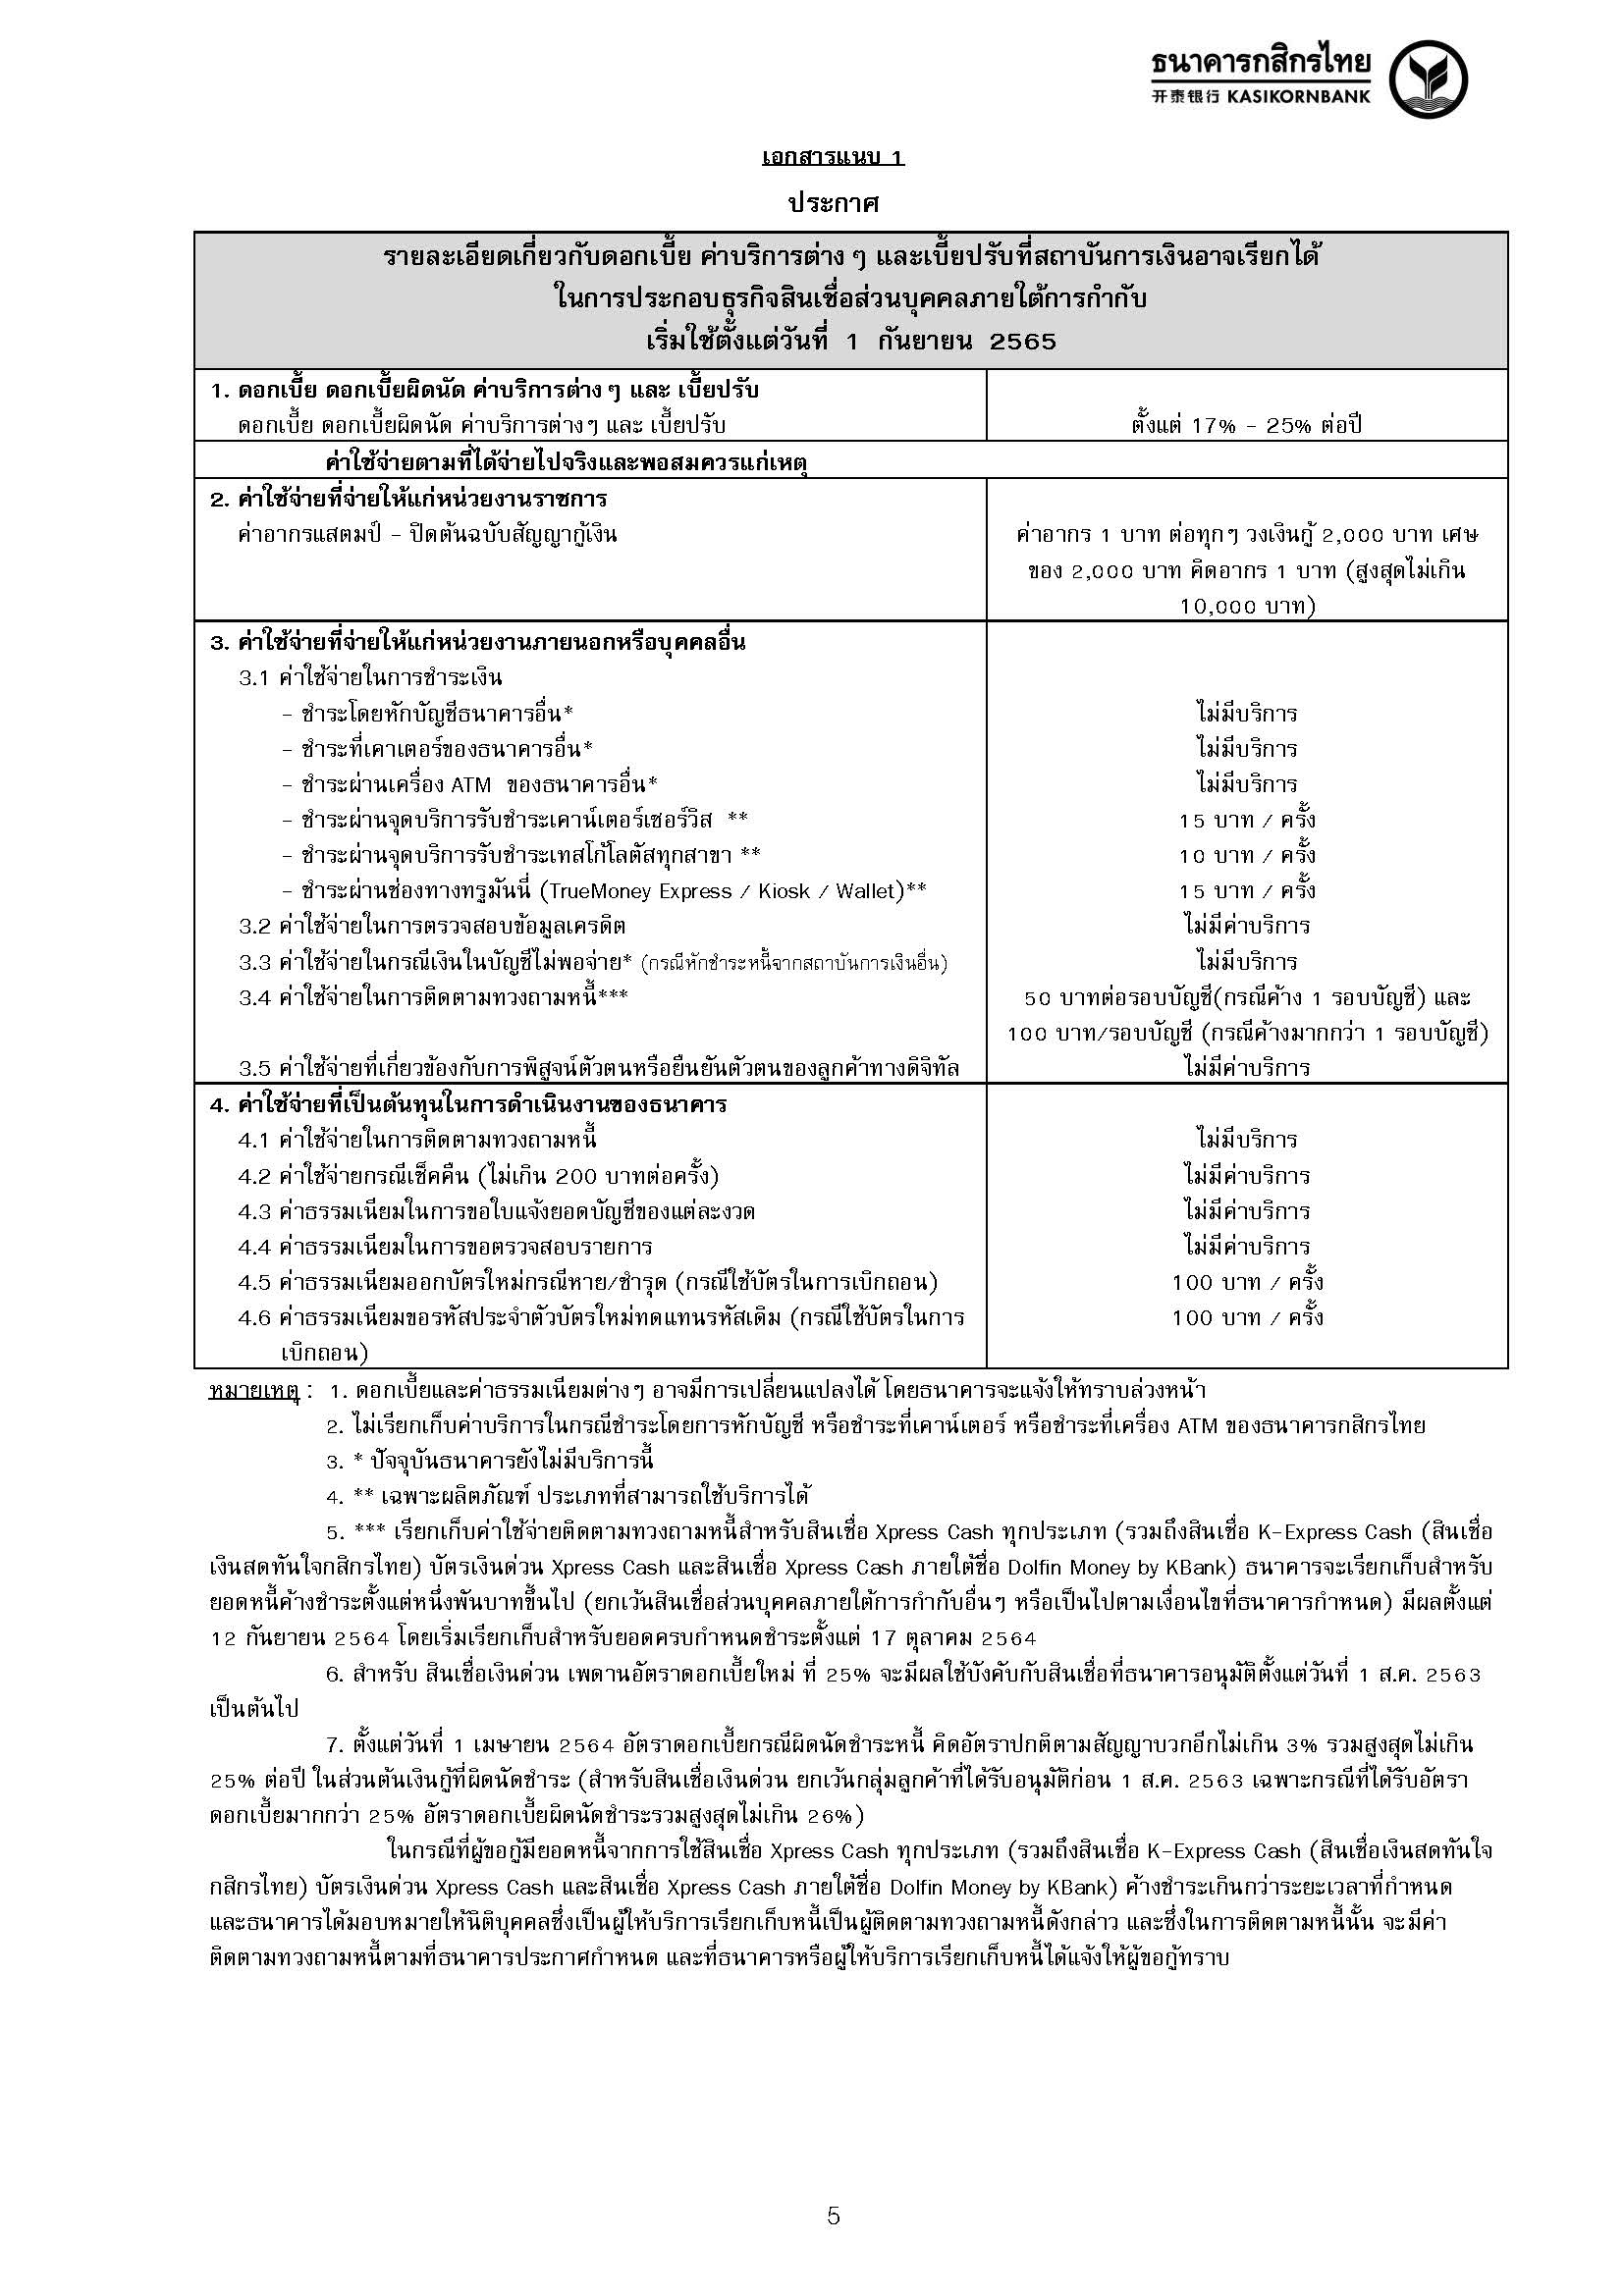 ธนาคารกสิกรไทย
开泰银行 KASIKORNBANK
เอกสารแนบ 1
ประกาศ
รายละเอียดเกี่ยวกับดอกเบี้ย ค่าบริการต่างๆ และเบี้ยปรับที่สถาบันการเงินอาจเรียกได้
ในการประกอบธุรกิจสินเชื่อส่วนบุคคลภายใต้การกำกับ
เริ่มใช้ตั้งแต่วันที่ 1 กันยายน 2565
1. ดอกเบี้ย ดอกเบี้ยผิดนัด ค่าบริการต่างๆ และ เบี้ยปรับ
ดอกเบี้ย ดอกเบี้ยผิดนัด ค่าบริการต่างๆ และ เบี้ยปรับ ตั้งแต่ 17% - 25% ต่อปี
ค่าใช้จ่ายตามที่ได้จ่ายไปจริงและพอสมควรแก่เหตุ
2. ค่าใช้จ่ายที่จ่ายให้แก่หน่วยงานราชการ
ค่าอากรแสตมป์ - ปิดต้นฉบับสัญญากู้เงิน ค่าอากร 1 บาท ต่อทุกๆ วงเงินกู้ 2,000 บาท เศษ
ของ 2,000 บาท คิดอากร 1 บาท (สูงสุดไม่เกิน
10,000 บาท)
3. ค่าใช้จ่ายที่จ่ายให้แก่หน่วยงานภายนอกหรือบุคคลอื่น
3.1 ค่าใช้จ่ายในการชำระเงิน
- ชำระโดยหักบัญชีธนาคารอื่น* ไม่มีบริการ
- ชำระที่เคาเตอร์ของธนาคารอื่น* ไม่มีบริการ
- ชำระผ่านเครื่อง ATM ของธนาคารอื่น* ไม่มีบริการ
- ชำระผ่านจุดบริการรับชำระเคาน์เตอร์เซอร์วิส ** 15 บาท / ครั้ง
- ชำระผ่านจุดบริการรับชำระเทสโก้โลตัสทุกสาขา ** 10 บาท / ครั้ง
- ชำระผ่านช่องทางทรูมันนี่ (TrueMoney Express / Kiosk / Wallet)** 15 บาท / ครั้ง
3.2 ค่าใช้จ่ายในการตรวจสอบข้อมูลเครดิต ไม่มีค่าบริการ
3.3 ค่าใช้จ่ายในกรณีเงินในบัญชีไม่พอจ่าย* (กรณีหักชำระหนี้จากสถาบันการเงินอื่น) ไม่มีบริการ
3.4 ค่าใช้จ่ายในการติดตามทวงถามหนี้*** 50 บาทต่อรอบบัญชี(กรณีค้าง 1 รอบบัญชี) และ
100 บาท/รอบบัญชี (กรณีค้างมากกว่า 1 รอบบัญชี)
3.5 ค่าใช้จ่ายที่เกี่ยวข้องกับการพิสูจน์ตัวตนหรือยืนยันตัวตนของลูกค้าทางดิจิทัล ไม่มีค่าบริการ
4. ค่าใช้จ่ายที่เป็นต้นทุนในการดำเนินงานของธนาคาร
4.1 ค่าใช้จ่ายในการติดตามทวงถามหนี้ ไม่มีบริการ
4.2 ค่าใช้จ่ายกรณีเช็คคืน (ไม่เกิน 200 บาทต่อครั้ง) ไม่มีค่าบริการ
4.3 ค่าธรรมเนียมในการขอใบแจ้งยอดบัญชีของแต่ละงวด ไม่มีค่าบริการ
4.4 ค่าธรรมเนียมในการขอตรวจสอบรายการ ไม่มีค่าบริการ
4.5 ค่าธรรมเนียมออกบัตรใหม่กรณีหาย/ชำรุด (กรณีใช้บัตรในการเบิกถอน) 100 บาท / ครั้ง
4.6 ค่าธรรมเนียมขอรหัสประจำตัวบัตรใหม่ทดแทนรหัสเดิม (กรณีใช้บัตรในการ 100 บาท / ครั้ง
เบิกถอน)
หมายเหตุ : 1. ดอกเบี้ยและค่าธรรมเนียมต่างๆ อาจมีการเปลี่ยนแปลงได้ โดยธนาคารจะแจ้งให้ทราบล่วงหน้า
2. ไม่เรียกเก็บค่าบริการในกรณีชำระโดยการหักบัญชี หรือชำระที่เคาน์เตอร์ หรือชำระที่เครื่อง ATM ของธนาคารกสิกรไทย
3. * ปัจจุบันธนาคารยังไม่มีบริการนี้
4. ** เฉพาะผลิตภัณฑ์ ประเภทที่สามารถใช้บริการได้
5. *** เรียกเก็บค่าใช้จ่ายติดตามทวงถามหนี้สำหรับสินเชื่อ Xpress Cash ทุกประเภท (รวมถึงสินเชื่อ K-Express Cash (สินเชื่อ
เงินสดทันใจกสิกรไทย) บัตรเงินด่วน Xpress Cash และสินเชื่อ Xpress Cash ภายใต้ชื่อ Dolfin Money by KBank) ธนาคารจะเรียกเก็บสำหรับ
ยอดหนี้ค้างชำระตั้งแต่หนึ่งพันบาทขึ้นไป (ยกเว้นสินเชื่อส่วนบุคคลภายใต้การกำกับอื่นๆ หรือเป็นไปตามเงื่อนไขที่ธนาคารกำหนด) มีผลตั้งแต่
12 กันยายน 2564 โดยเริ่มเรียกเก็บสำหรับยอดครบกำหนดชำระตั้งแต่ 17 ตุลาคม 2564
6. สำหรับ สินเชื่อเงินด่วน เพดานอัตราดอกเบี้ยใหม่ ที่ 25% จะมีผลใช้บังคับกับสินเชื่อที่ธนาคารอนุมัติตั้งแต่วันที่ 1 ส.ค. 2563
เป็นต้นไป
7. ตั้งแต่วันที่ 1 เมษายน 2564 อัตราดอกเบี้ยกรณีผิดนัดชำระหนี้ คิดอัตราปกติตามสัญญาบวกอีกไม่เกิน 3% รวมสูงสุดไม่เกิน
25% ต่อปี ในส่วนต้นเงินกู้ที่ผิดนัดชำระ (สำหรับสินเชื่อเงินด่วน ยกเว้นกลุ่มลูกค้าที่ได้รับอนุมัติก่อน 1 ส.ค. 2563 เฉพาะกรณีที่ได้รับอัตรา
ดอกเบี้ยมากกว่า 25% อัตราดอกเบี้ยผิดนัดชำระรวมสูงสุดไม่เกิน 26%)
ในกรณีที่ผู้ขอกู้มียอดหนี้จากการใช้สินเชื่อ Xpress Cash ทุกประเภท (รวมถึงสินเชื่อ K-Express Cash (สินเชื่อเงินสดทันใจ
กสิกรไทย) บัตรเงินด่วน Xpress Cash และสินเชื่อ Xpress Cash ภายใต้ชื่อ Dolfin Money by KBank) ค้างชำระเกินกว่าระยะเวลาที่กำหนด
และธนาคารได้มอบหมายให้นิติบุคคลซึ่งเป็นผู้ให้บริการเรียกเก็บหนี้เป็นผู้ติดตามทวงถามหนี้ดังกล่าว และซึ่งในการติดตามหนี้นั้น จะมีค่า
ติดตามทวงถามหนี้ตามที่ธนาคารประกาศกำหนด และที่ธนาคารหรือผู้ให้บริการเรียกเก็บหนี้ได้แจ้งให้ผู้ขอกู้ทราบ
5